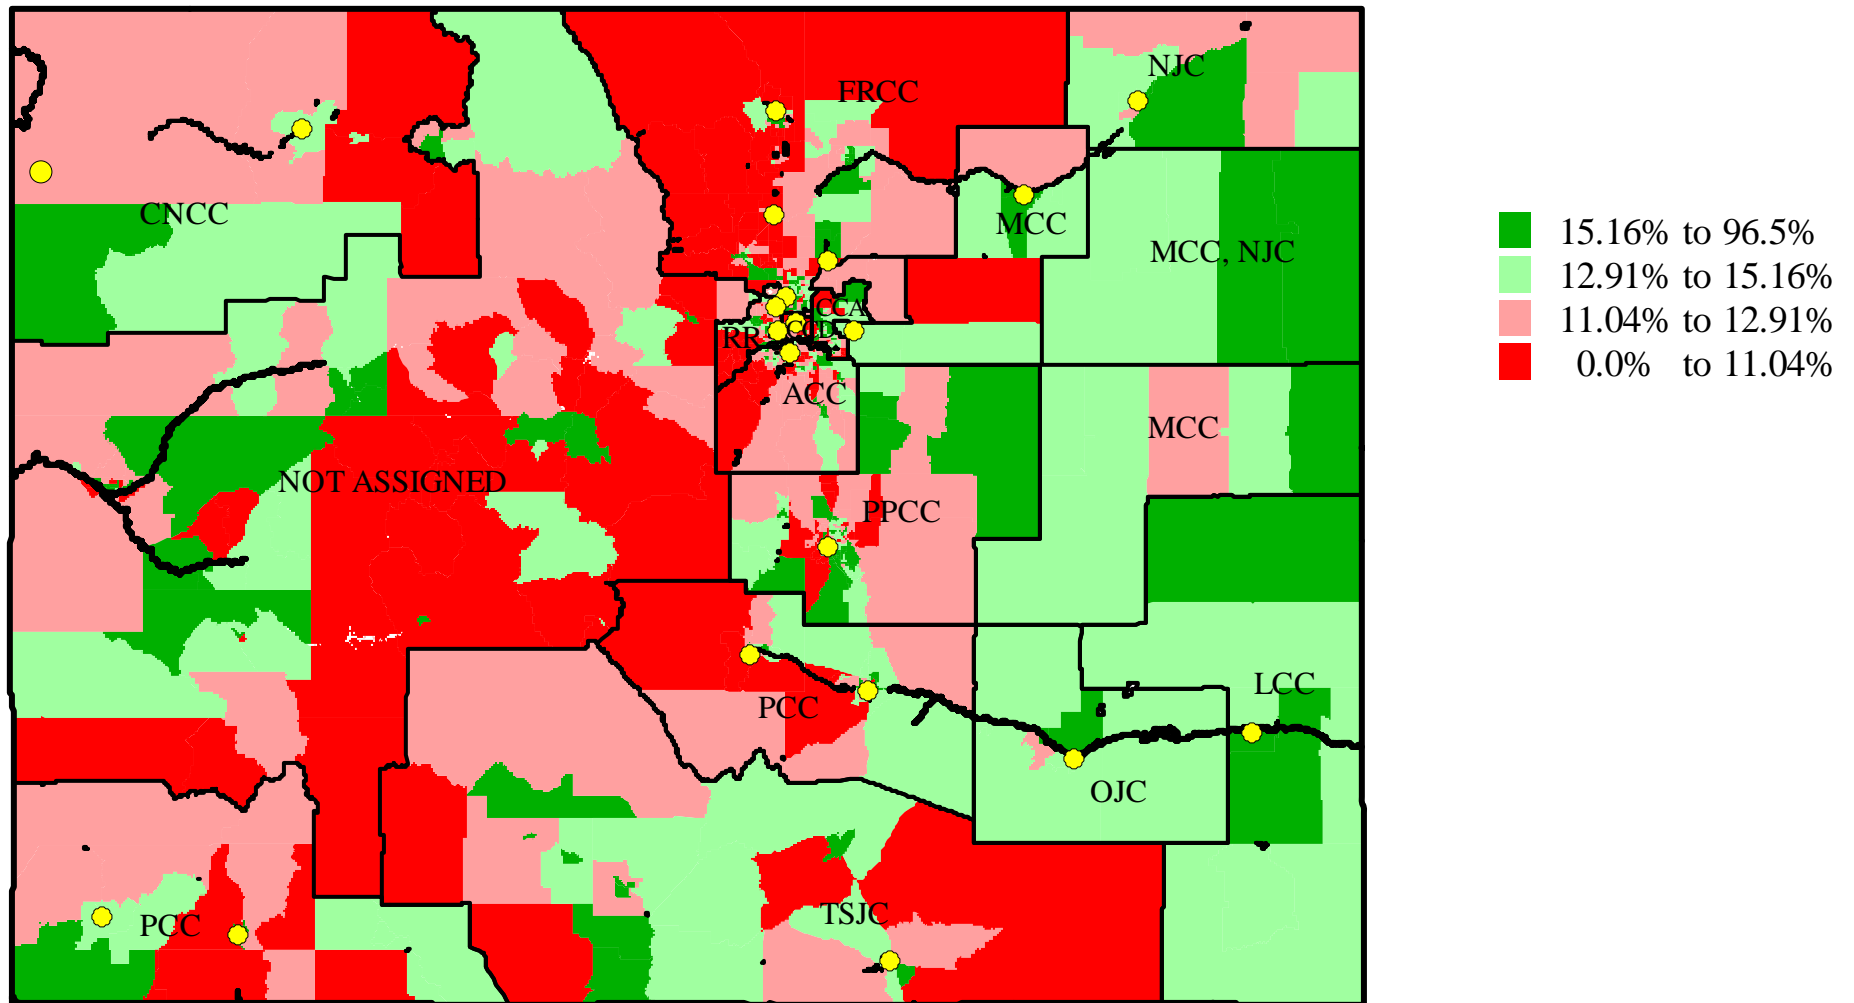 NJC
FRCC
CNCC
MCC
MCC, NJC
15.16% to 96.5%
12.91% to 15.16%
11.04% to 12.91%
0.0% to 11.04%
CCA
CCD
RR
ACC
MCC
NOT ASSIGNED
PPCC
LCC
PCC
OJC
TSJC
PCC